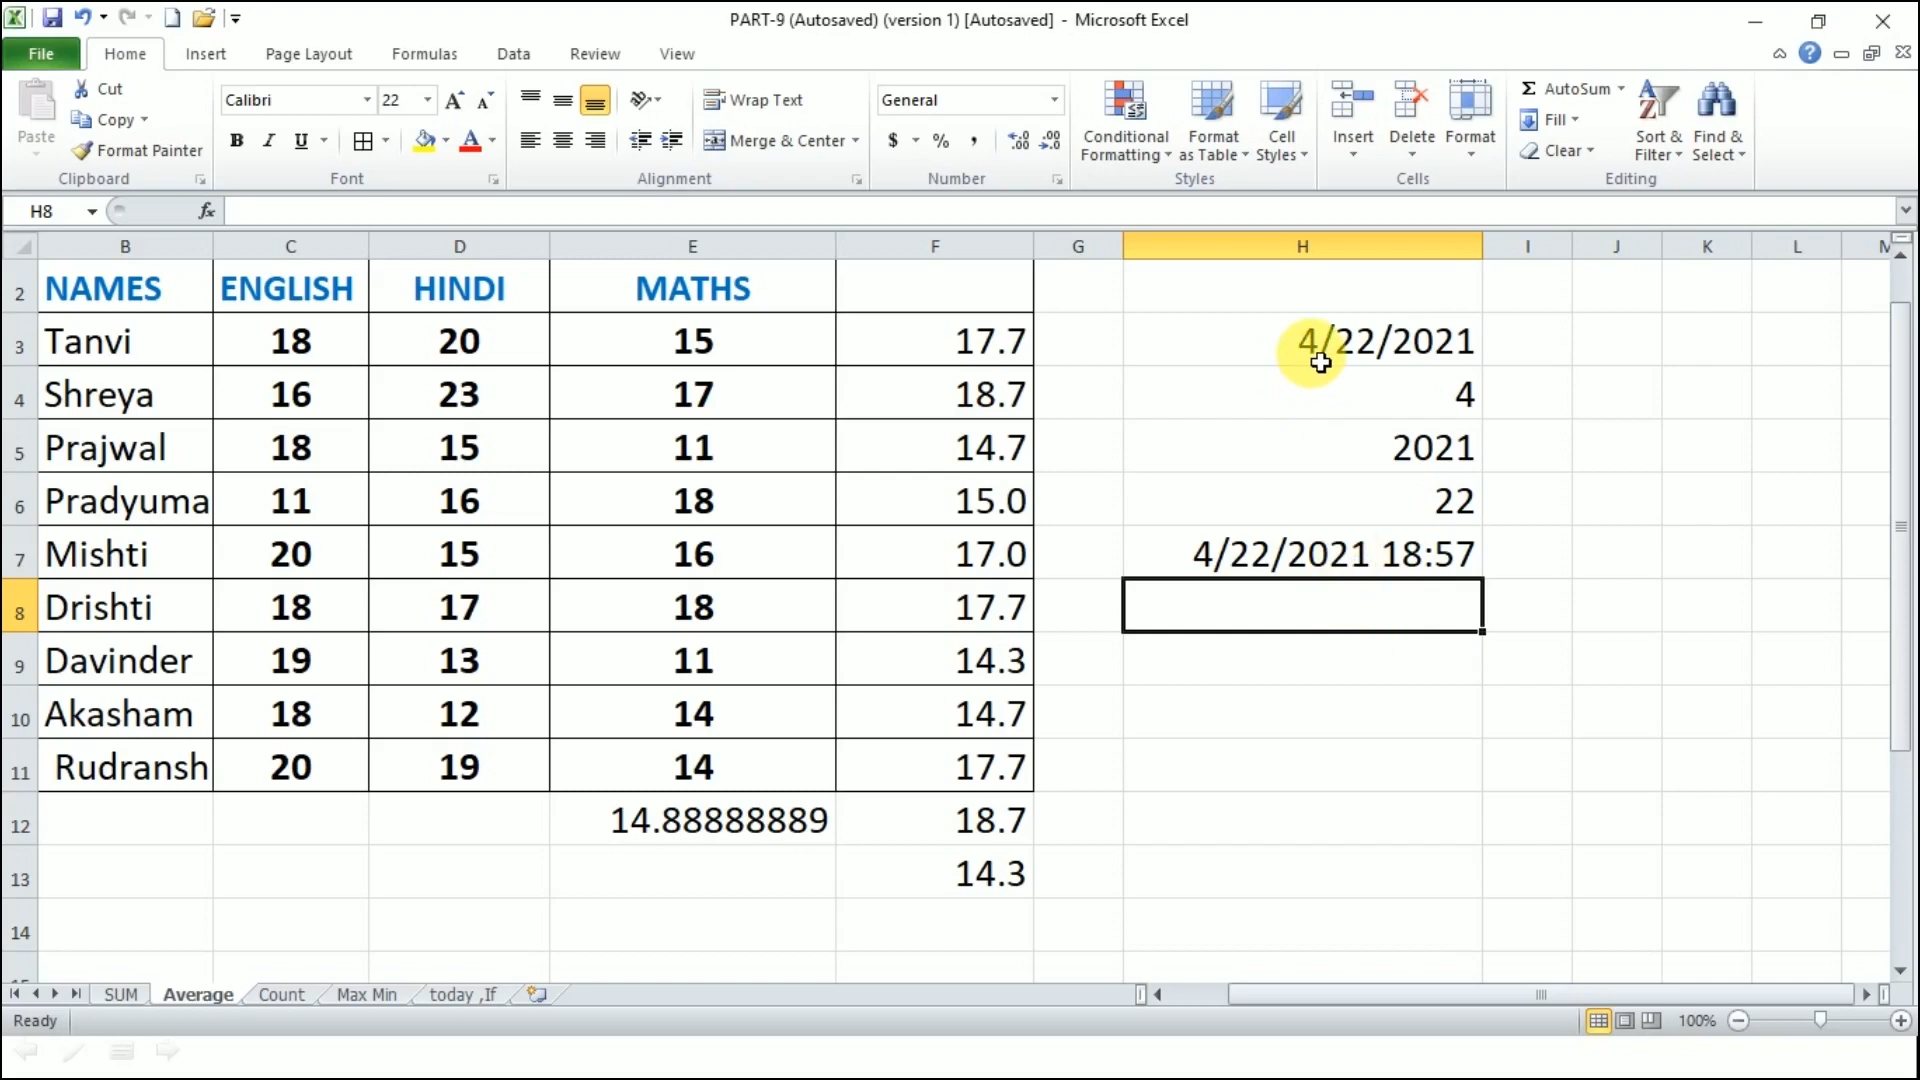 PART-9 (Autosaved) (version 1) [Autosaved] - Microsoft Excel
File Home Insert Page Layout Formulas Data Review View
Paste
Cut
Copy
Format Painter
Clipboard
Calibri 22
B I U
Font
Wrap Text
Merge & Center
Alignment
General
$ % ,
Number
Conditional Formatting
Format as Table
Cell Styles
Styles
Insert Delete Format
Cells
AutoSum
Fill
Clear
Sort & Filter
Find & Select
Editing
H8 fx
B C D E F G H I J K L M
2 NAMES ENGLISH HINDI MATHS
3 Tanvi 18 20 15 17.7 4/22/2021
4 Shreya 16 23 17 18.7 4
5 Prajwal 18 15 11 14.7 2021
6 Pradyuma 11 16 18 15.0 22
7 Mishti 20 15 16 17.0 4/22/2021 18:57
8 Drishti 18 17 18 17.7
9 Davinder 19 13 11 14.3
10 Akasham 18 12 14 14.7
11 Rudransh 20 19 14 17.7
12 14.88888889 18.7
13 14.3
14
15
SUM Average Count Max Min today ,If
Ready 100%